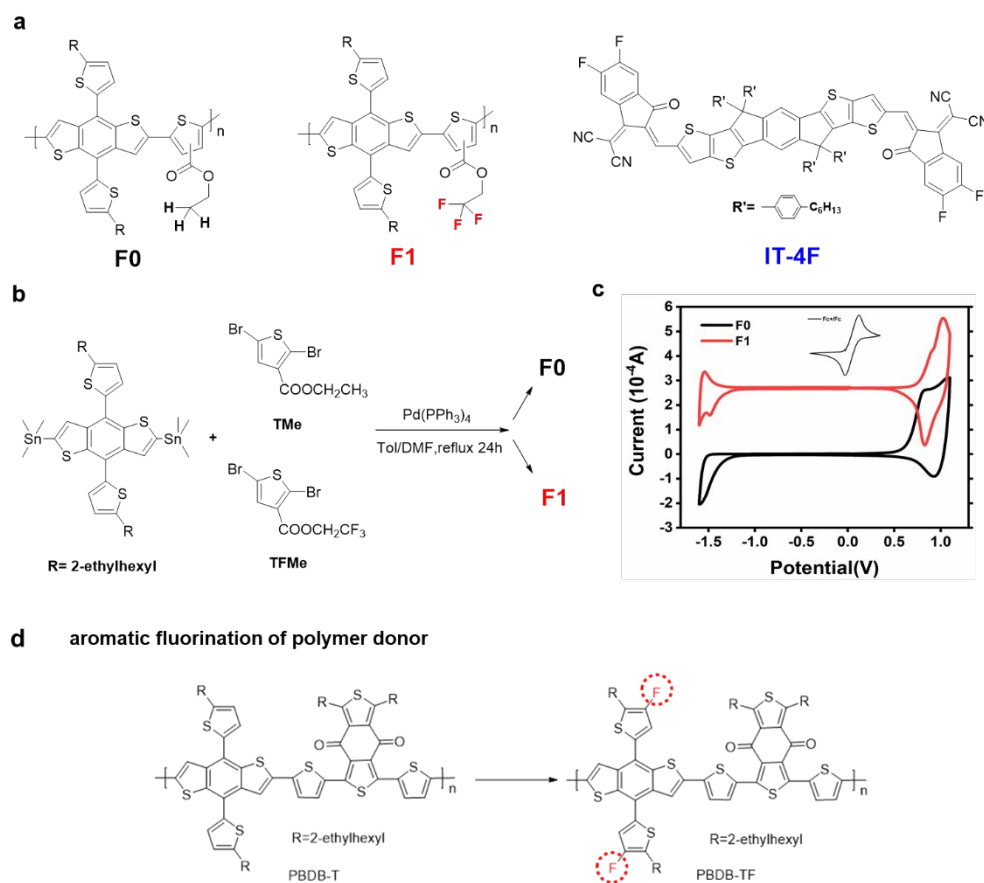 a
R
S
S
S
S
S
R
n
O
O
H
H
H
F0
R
S
S
S
S
S
R
n
O
O
F
F
F
F1
F
F
O
NC
CN
R'
R'
S
S
S
S
R'
R'
NC
CN
O
F
F
R'=
C6H13
IT-4F
b
R
S
S
S
S
R
Sn
Sn
R= 2-ethylhexyl
+
Br
S
Br
COOCH2CH3
TMe
Br
S
Br
COOCH2CF3
TFMe
Pd(PPh3)4
Tol/DMF,reflux 24h
F0
F1
c
F0
F1
Fc+/Fc
Current (10-4A)
6
5
4
3
2
1
0
-1
-2
-3
-1.5 -1.0 -0.5 0.0 0.5 1.0
Potential(V)
d aromatic fluorination of polymer donor
R
S
S
S
S
R
S
R
S
R
O
O
S
S
n
R=2-ethylhexyl
PBDB-T
R
F
S
S
S
S
F
R
S
R
S
R
O
O
S
S
n
R=2-ethylhexyl
PBDB-TF